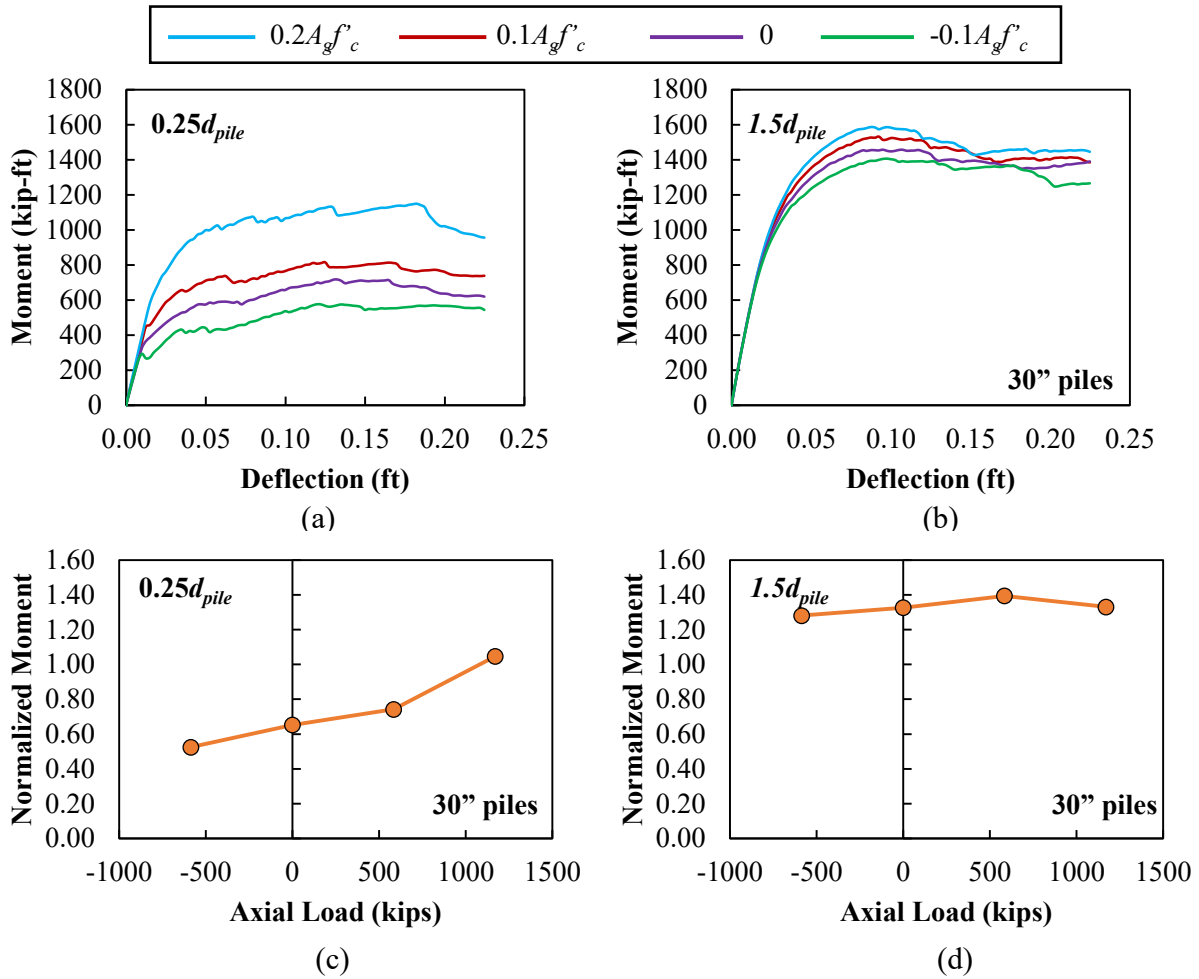 0.2Agf'c 0.1Agf'c 0 -0.1Agf'c
1800
1600
1400
1200
1000
800
600
400
200
0
Moment (kip-ft)
0.25dpile
0.00 0.05 0.10 0.15 0.20 0.25
Deflection (ft)
(a)
1800
1600
1400
1200
1000
800
600
400
200
0
Moment (kip-ft)
1.5dpile
30” piles
0.00 0.05 0.10 0.15 0.20 0.25
Deflection (ft)
(b)
1.60
1.40
1.20
1.00
0.80
0.60
0.40
0.20
0.00
Normalized Moment
0.25dpile
30” piles
-1000 -500 0 500 1000 1500
Axial Load (kips)
(c)
1.60
1.40
1.20
1.00
0.80
0.60
0.40
0.20
0.00
Normalized Moment
1.5dpile
30” piles
-1000 -500 0 500 1000 1500
Axial Load (kips)
(d)